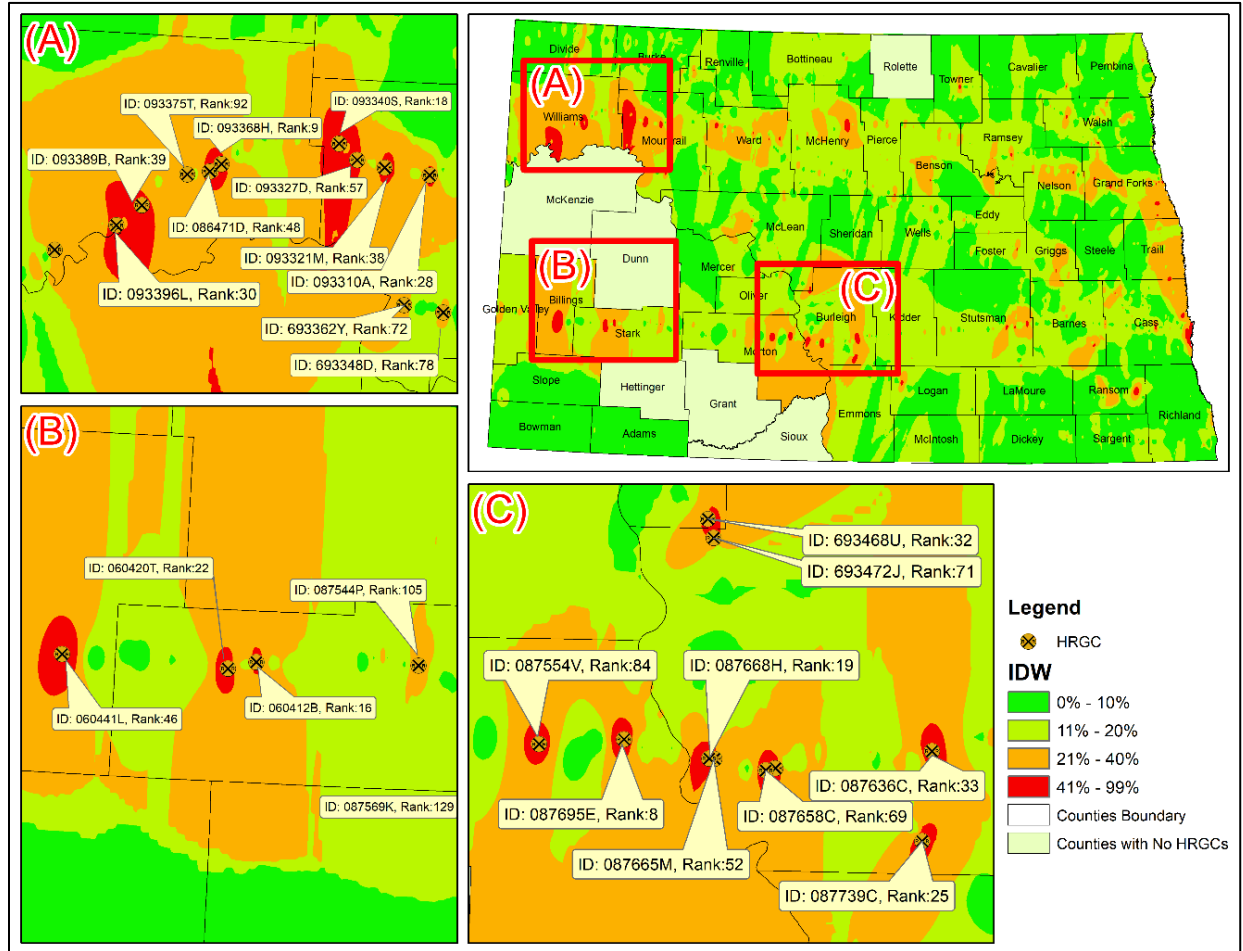 (A)
ID: 093375T, Rank:92
ID: 093340S, Rank:18
ID: 093368H, Rank:9
ID: 093389B, Rank:39
ID: 093327D, Rank:57
ID: 086471D, Rank:48
ID: 093321M, Rank:38
ID: 093310A, Rank:28
ID: 093396L, Rank:30
ID: 693362Y, Rank:72
ID: 693348D, Rank:78
(A)
(B)
(C)
Divide
Burke
Renville
Bottineau
Rolette
Towner
Cavalier
Pembina
Williams
Mountrail
Ward
McHenry
Pierce
Ramsey
Walsh
Benson
Nelson
Grand Forks
McKenzie
McLean
Sheridan
Wells
Eddy
Foster
Griggs
Steele
Traill
Dunn
Mercer
Oliver
Golden Valley
Billings
Stark
Burleigh
Kidder
Stutsman
Barnes
Cass
Morton
Slope
Hettinger
Grant
Emmons
Logan
LaMoure
Ransom
Richland
Bowman
Adams
Sioux
McIntosh
Dickey
Sargent
(B)
ID: 060420T, Rank:22
ID: 087544P, Rank:105
ID: 060441L, Rank:46
ID: 060412B, Rank:16
ID: 087569K, Rank:129
(C)
ID: 693468U, Rank:32
ID: 693472J, Rank:71
ID: 087554V, Rank:84
ID: 087668H, Rank:19
ID: 087636C, Rank:33
ID: 087695E, Rank:8
ID: 087658C, Rank:69
ID: 087665M, Rank:52
ID: 087739C, Rank:25
Legend
HRGC
IDW
0% - 10%
11% - 20%
21% - 40%
41% - 99%
Counties Boundary
Counties with No HRGCs